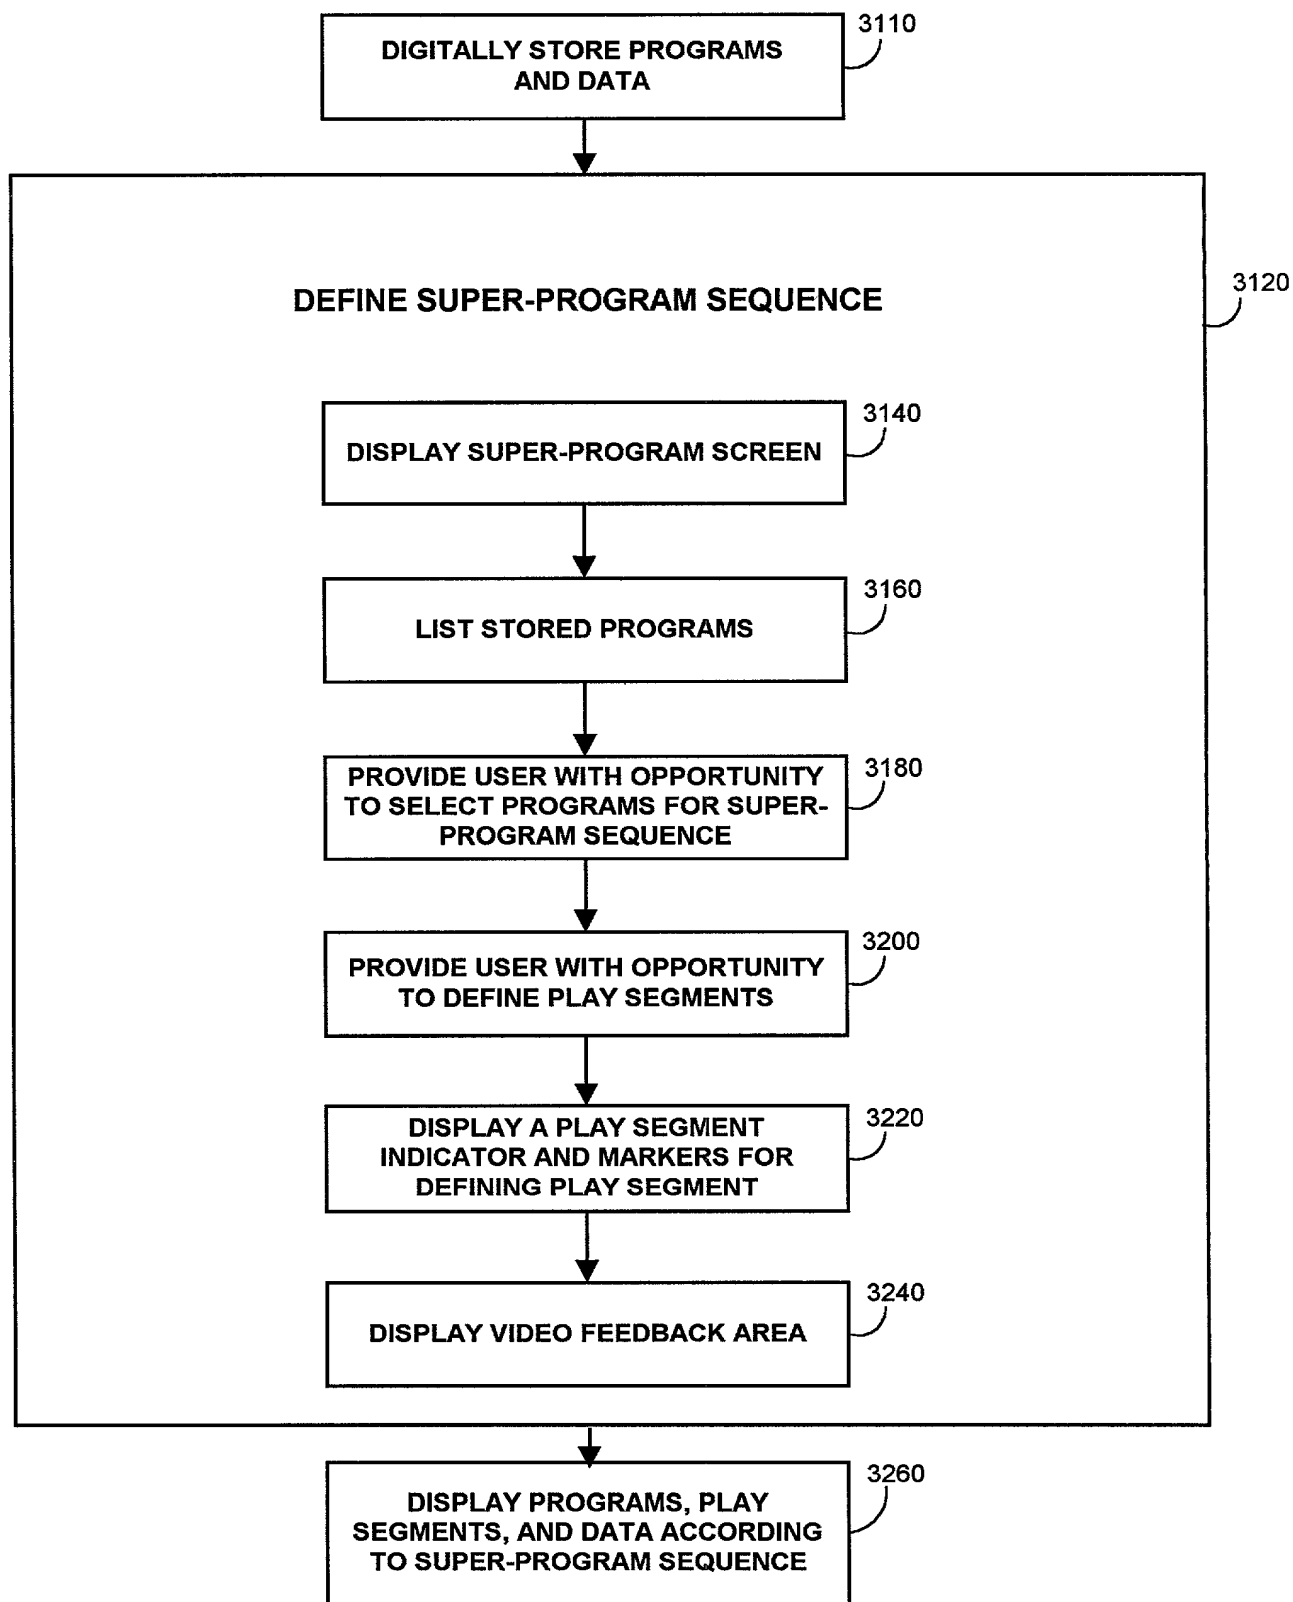 3110
DIGITALLY STORE PROGRAMS
AND DATA
3120
DEFINE SUPER-PROGRAM SEQUENCE
3140
DISPLAY SUPER-PROGRAM SCREEN
3160
LIST STORED PROGRAMS
3180
PROVIDE USER WITH OPPORTUNITY
TO SELECT PROGRAMS FOR SUPER-
PROGRAM SEQUENCE
3200
PROVIDE USER WITH OPPORTUNITY
TO DEFINE PLAY SEGMENTS
3220
DISPLAY A PLAY SEGMENT
INDICATOR AND MARKERS FOR
DEFINING PLAY SEGMENT
3240
DISPLAY VIDEO FEEDBACK AREA
3260
DISPLAY PROGRAMS, PLAY
SEGMENTS, AND DATA ACCORDING
TO SUPER-PROGRAM SEQUENCE